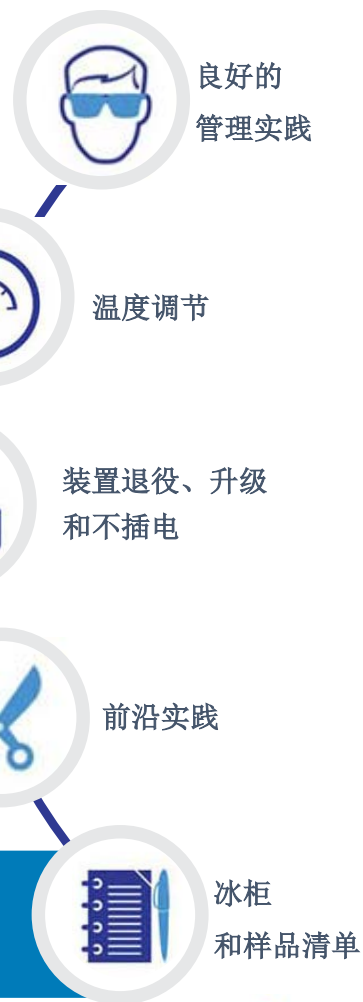 良好的
管理实践
温度调节
装置退役、升级
和不插电
前沿实践
冰柜
和样品清单